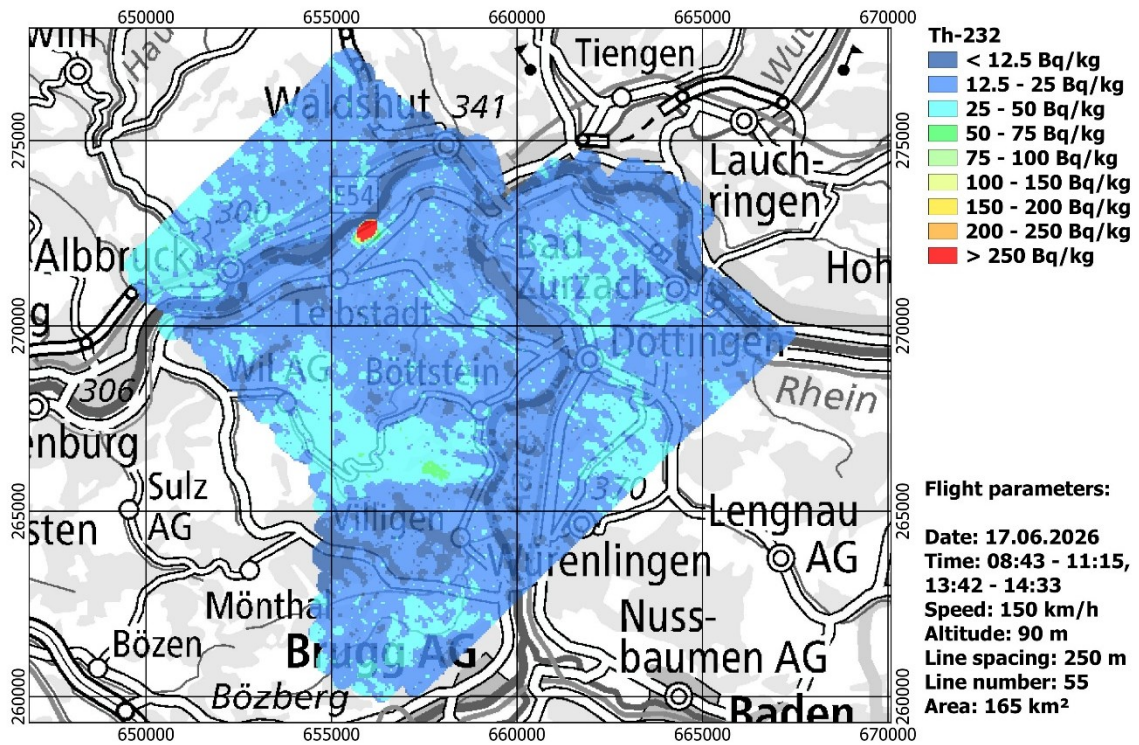 650000 655000 660000 665000 670000
Th-232
< 12.5 Bq/kg
12.5 - 25 Bq/kg
25 - 50 Bq/kg
50 - 75 Bq/kg
75 - 100 Bq/kg
100 - 150 Bq/kg
150 - 200 Bq/kg
200 - 250 Bq/kg
> 250 Bq/kg
275000
270000
265000
260000
Hau
Tiengen
Wut
Waldshut
341
Lauch-
ringen
E54
300
Albbruck
Bad
Zurzach
Hoh
g
Leibstadt
Döttingen
Wil AG
Böttstein
306
Rhein
enburg
Sulz
AG
370
sten
Villigen
Lengnau
AG
Würenlingen
Mönthal
Nuss-
baumen AG
Bözen
Brugg AG
Bözberg
Baden
275000
270000
265000
260000
650000 655000 660000 665000 670000
Flight parameters:
Date: 17.06.2026
Time: 08:43 - 11:15,
13:42 - 14:33
Speed: 150 km/h
Altitude: 90 m
Line spacing: 250 m
Line number: 55
Area: 165 km²